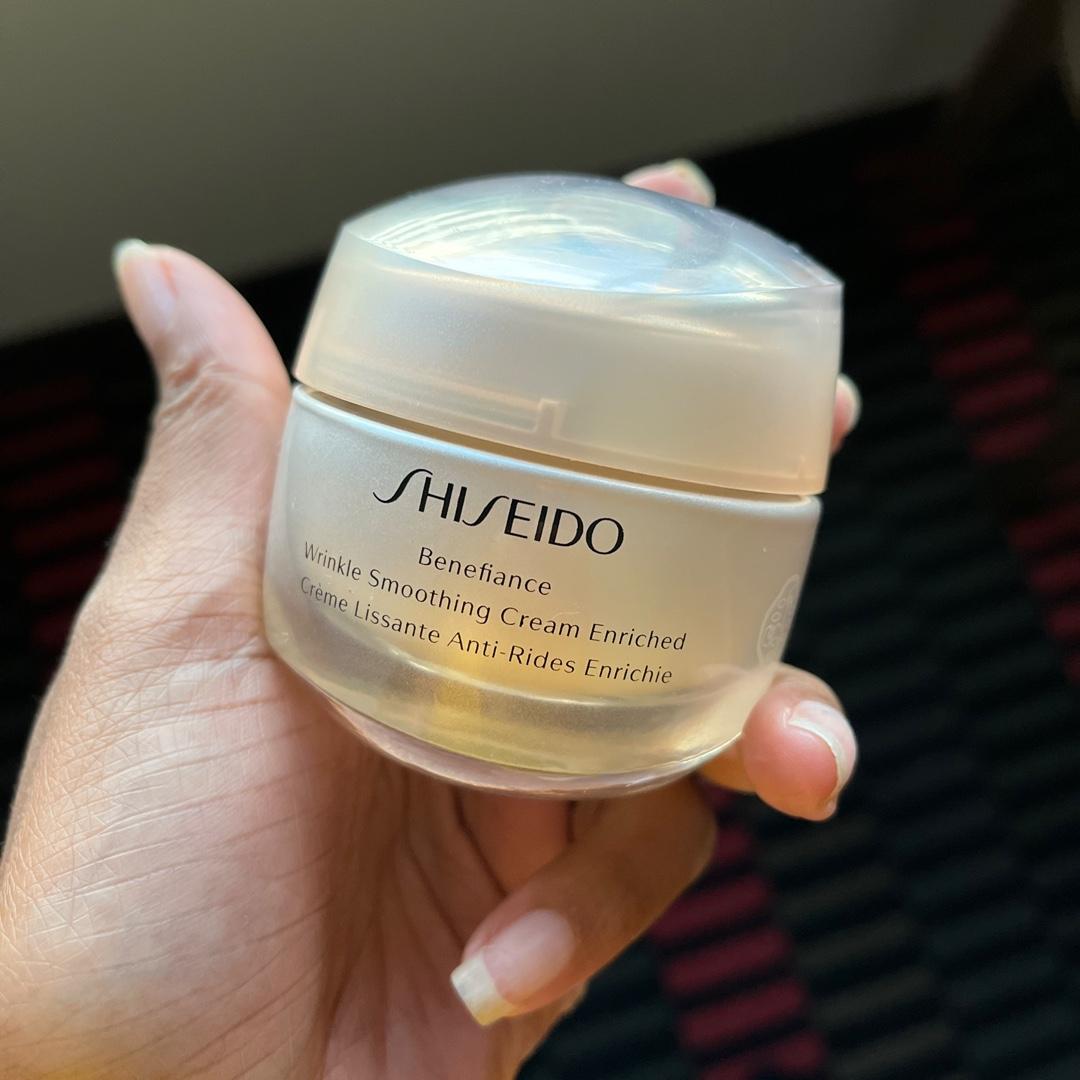 SHISEIDO
Benefiance
Wrinkle Smoothing Cream Enriched
Crème Lissante Anti-Rides Enrichie